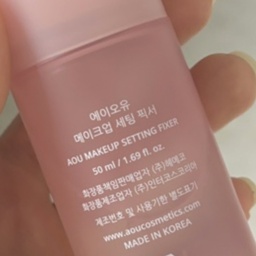 에이오유
메이크업 세팅 픽서
AOU MAKEUP SETTING FIXER
50 ml / 1.69 fl. oz.
화장품책임판매업자 (주)헤메코
화장품제조업자 (주)인터코스코리아
제조번호 및 사용기한 별도표기
www.aoucosmetics.com
MADE IN KOREA